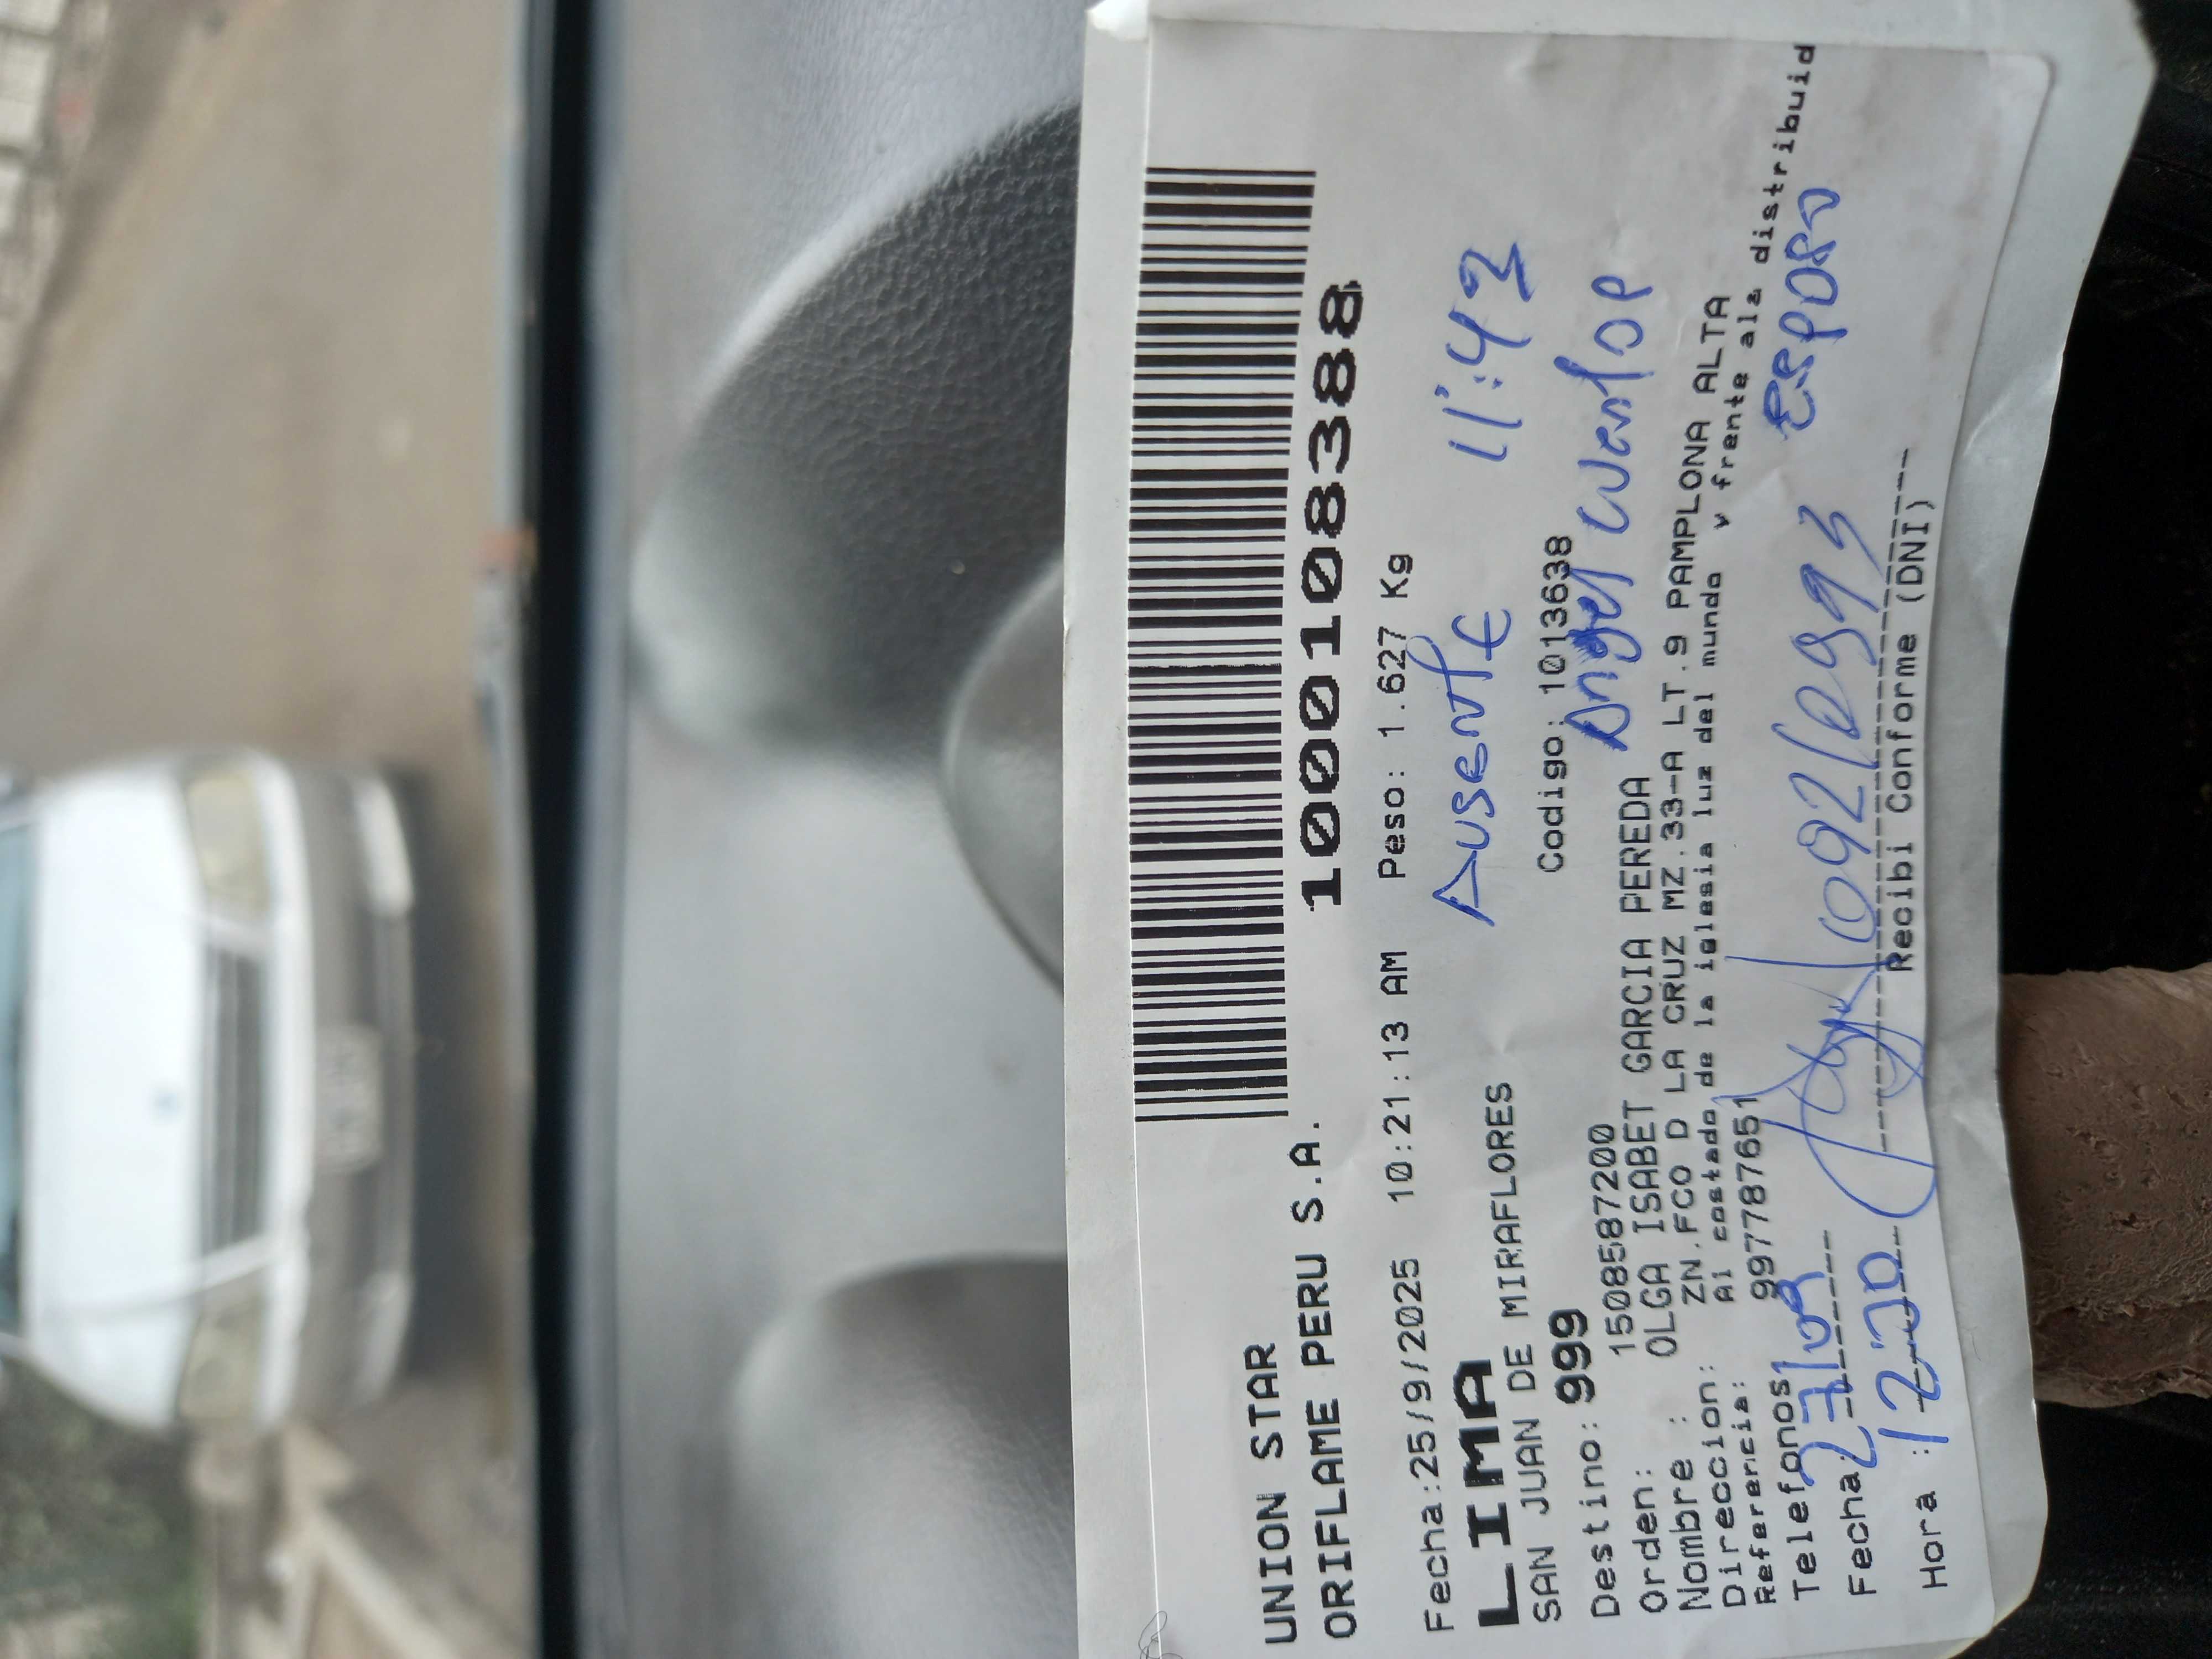 UNION STAR
ORIFLAME PERU S.A.
1000108388
Fecha:25/9/2025 10:21:13 AM Peso: 1.627 Kg
LIMA
AUSENTE 11:42
SAN JUAN DE MIRAFLORES
Destino: 999 Codigo: 1013638
Orden: 1508587200
Angel
Nombre : OLGA ISABET GARCIA PEREDA
Direccion: ZN.FCO D LA CRUZ MZ.33-A LT.9 PAMPLONA ALTA
Referencia: Al costado de la iglesia luz del mundo y frente ala distribuid
Telefonos: 997787651
ESPOSO
Fecha: 27/09
Hora : 1220
Recibi Conforme (DNI)